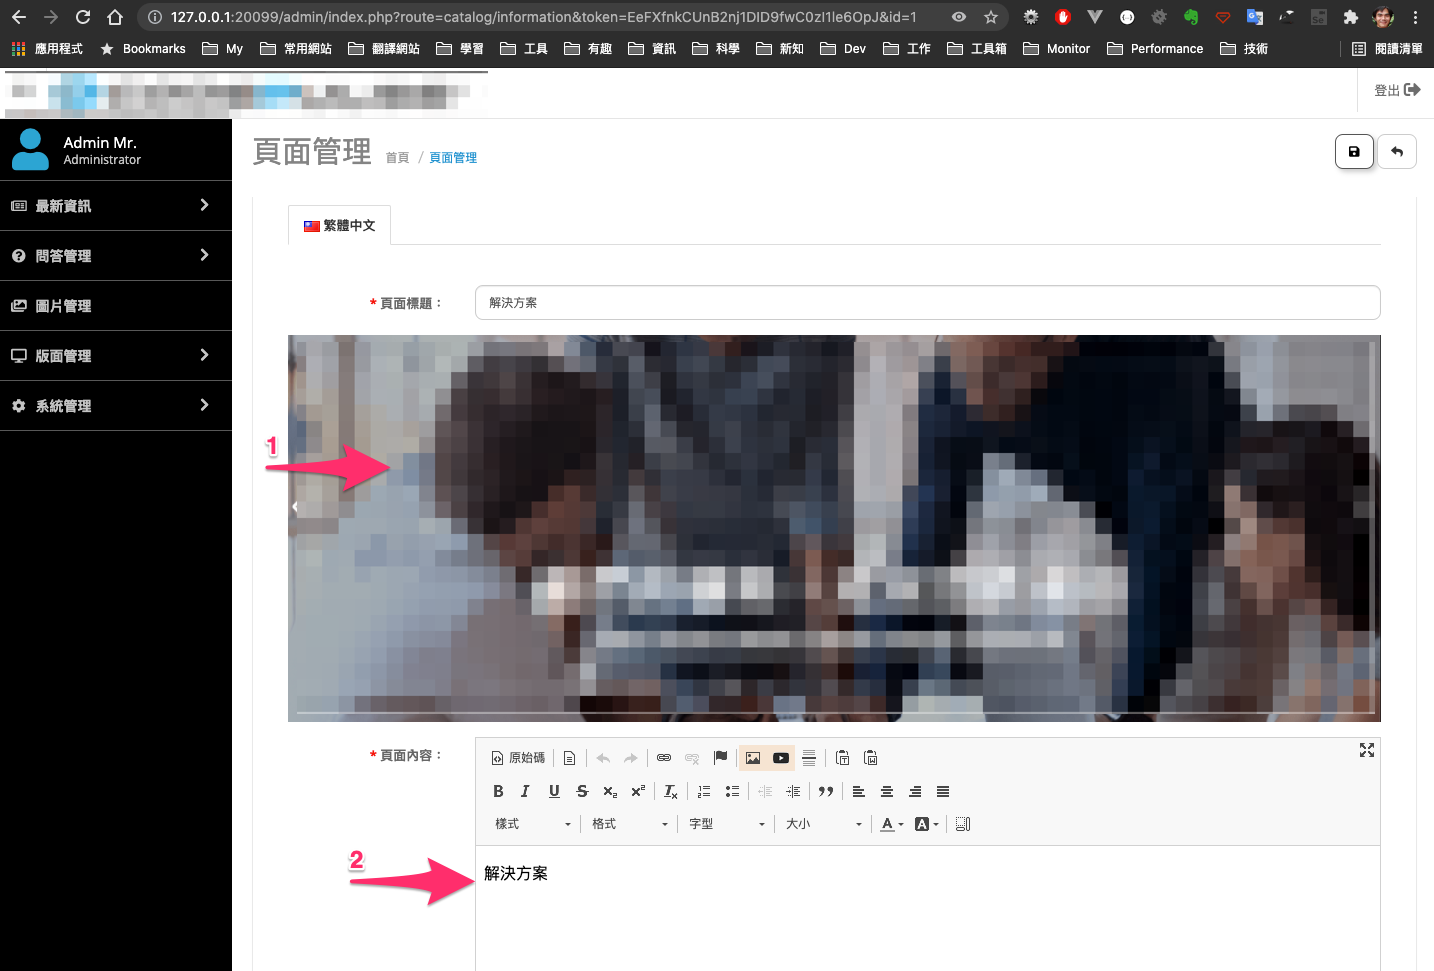 127.0.0.1:20099/admin/index.php?route=catalog/information&token=EeFXfnkCUnB2nj1DlD9fwC0zl1le6OpJ&id=1
應用程式 Bookmarks My 常用網站 翻譯網站 學習 工具 有趣 資訊 科學 新知 Dev 工作 工具箱 Monitor Performance 技術 閱讀清單
登出
Admin Mr.
Administrator
頁面管理 首頁 / 頁面管理
最新資訊
問答管理
圖片管理
版面管理
系統管理
繁體中文
* 頁面標題： 解決方案
1
* 頁面內容：
原始碼
B I U S x₂ x² Tx
樣式 格式 字型 大小 A A
2
解決方案